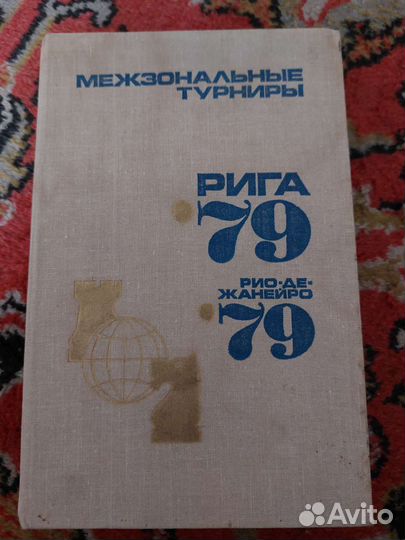 МЕЖЗОНАЛЬНЫЕ
ТУРНИРЫ
РИГА
'79
РИО-ДЕ-
ЖАНЕЙРО
'79
Avito